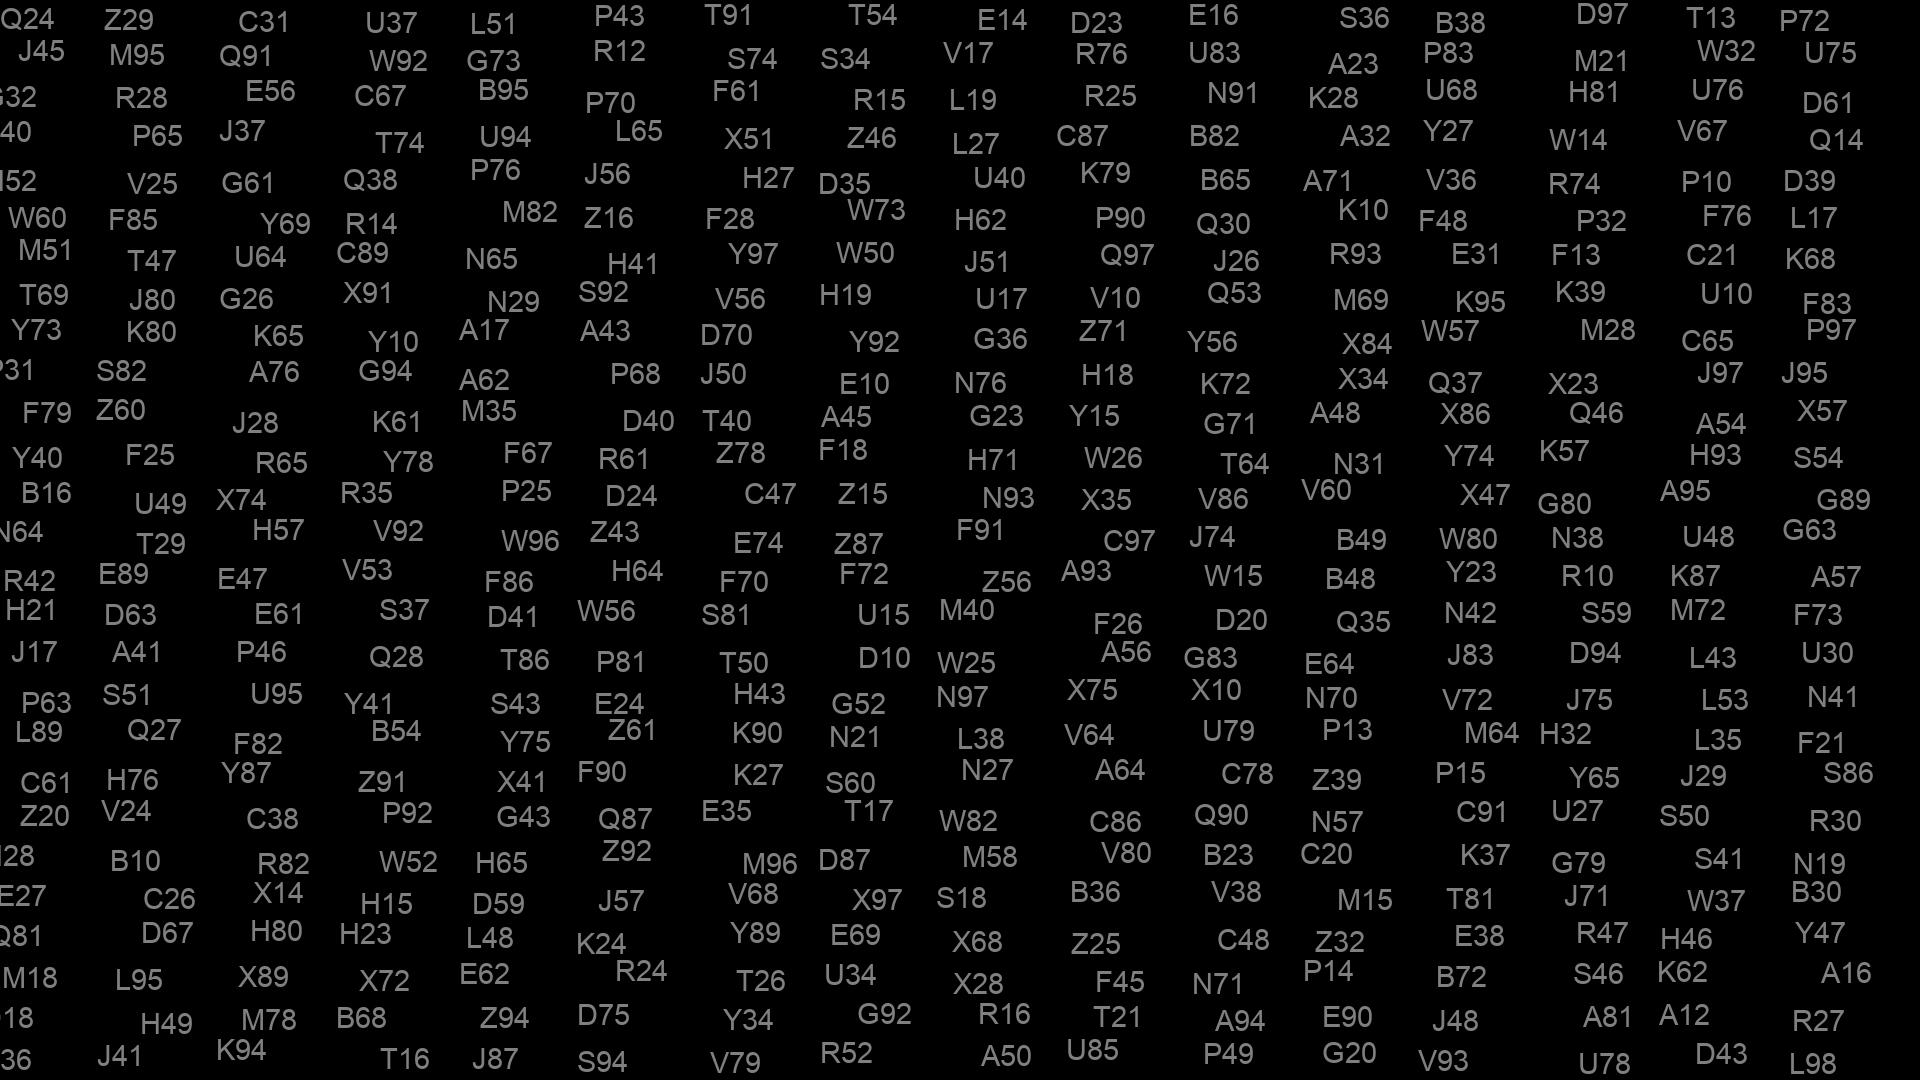 Q24 Z29 C31 U37 L51 P43 T91 T54 E14 D23 E16 S36 B38 D97 T13 P72
J45 M95 Q91 W92 G73 R12 S74 S34 V17 R76 U83 A23 P83 M21 W32 U75
32 R28 E56 C67 B95 P70 F61 R15 L19 R25 N91 K28 U68 H81 U76 D61
40 P65 J37 T74 U94 L65 X51 Z46 L27 C87 B82 A32 Y27 W14 V67 Q14
52 V25 G61 Q38 P76 J56 H27 D35 U40 K79 B65 A71 V36 R74 P10 D39
W60 F85 Y69 R14 M82 Z16 F28 W73 H62 P90 Q30 K10 F48 P32 F76 L17
M51 T47 U64 C89 N65 H41 Y97 W50 J51 Q97 J26 R93 E31 F13 C21 K68
T69 J80 G26 X91 N29 S92 V56 H19 U17 V10 Q53 M69 K95 K39 U10 F83
Y73 K80 K65 Y10 A17 A43 D70 Y92 G36 Z71 Y56 X84 W57 M28 C65 P97
31 S82 A76 G94 A62 P68 J50 E10 N76 H18 K72 X34 Q37 X23 J97 J95
F79 Z60 J28 K61 M35 D40 T40 A45 G23 Y15 G71 A48 X86 Q46 A54 X57
Y40 F25 R65 Y78 F67 R61 Z78 F18 H71 W26 T64 N31 Y74 K57 H93 S54
B16 U49 X74 R35 P25 D24 C47 Z15 N93 X35 V86 V60 X47 G80 A95 G89
N64 T29 H57 V92 W96 Z43 E74 Z87 F91 C97 J74 B49 W80 N38 U48 G63
R42 E89 E47 V53 F86 H64 F70 F72 Z56 A93 W15 B48 Y23 R10 K87 A57
H21 D63 E61 S37 D41 W56 S81 U15 M40 F26 D20 Q35 N42 S59 M72 F73
J17 A41 P46 Q28 T86 P81 T50 D10 W25 A56 G83 E64 J83 D94 L43 U30
P63 S51 U95 Y41 S43 E24 H43 G52 N97 X75 X10 N70 V72 J75 L53 N41
L89 Q27 F82 B54 Y75 Z61 K90 N21 L38 V64 U79 P13 M64 H32 L35 F21
C61 H76 Y87 Z91 X41 F90 K27 S60 N27 A64 C78 Z39 P15 Y65 J29 S86
Z20 V24 C38 P92 G43 Q87 E35 T17 W82 C86 Q90 N57 C91 U27 S50 R30
28 B10 R82 W52 H65 Z92 M96 D87 M58 V80 B23 C20 K37 G79 S41 N19
E27 C26 X14 H15 D59 J57 V68 X97 S18 B36 V38 M15 T81 J71 W37 B30
Q81 D67 H80 H23 L48 K24 Y89 E69 X68 Z25 C48 Z32 E38 R47 H46 Y47
M18 L95 X89 X72 E62 R24 T26 U34 X28 F45 N71 P14 B72 S46 K62 A16
18 H49 M78 B68 Z94 D75 Y34 G92 R16 T21 A94 E90 J48 A81 A12 R27
36 J41 K94 T16 J87 S94 V79 R52 A50 U85 P49 G20 V93 U78 D43 L98